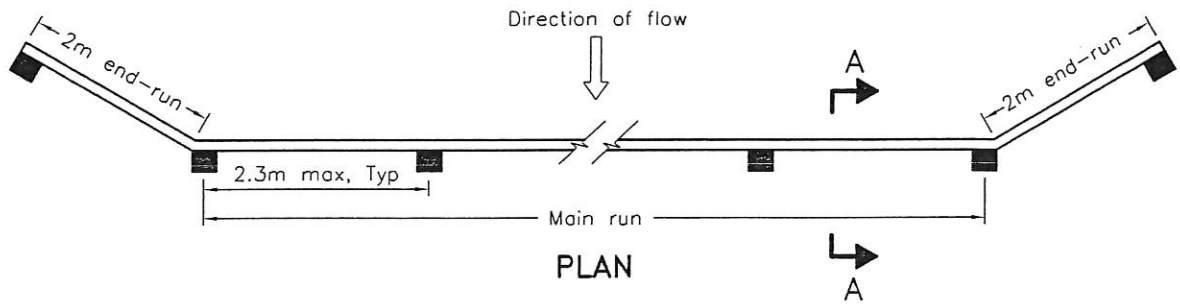 Direction of flow
2m end-run
A
2m end-run
2.3m max, Typ
Main run
PLAN
A